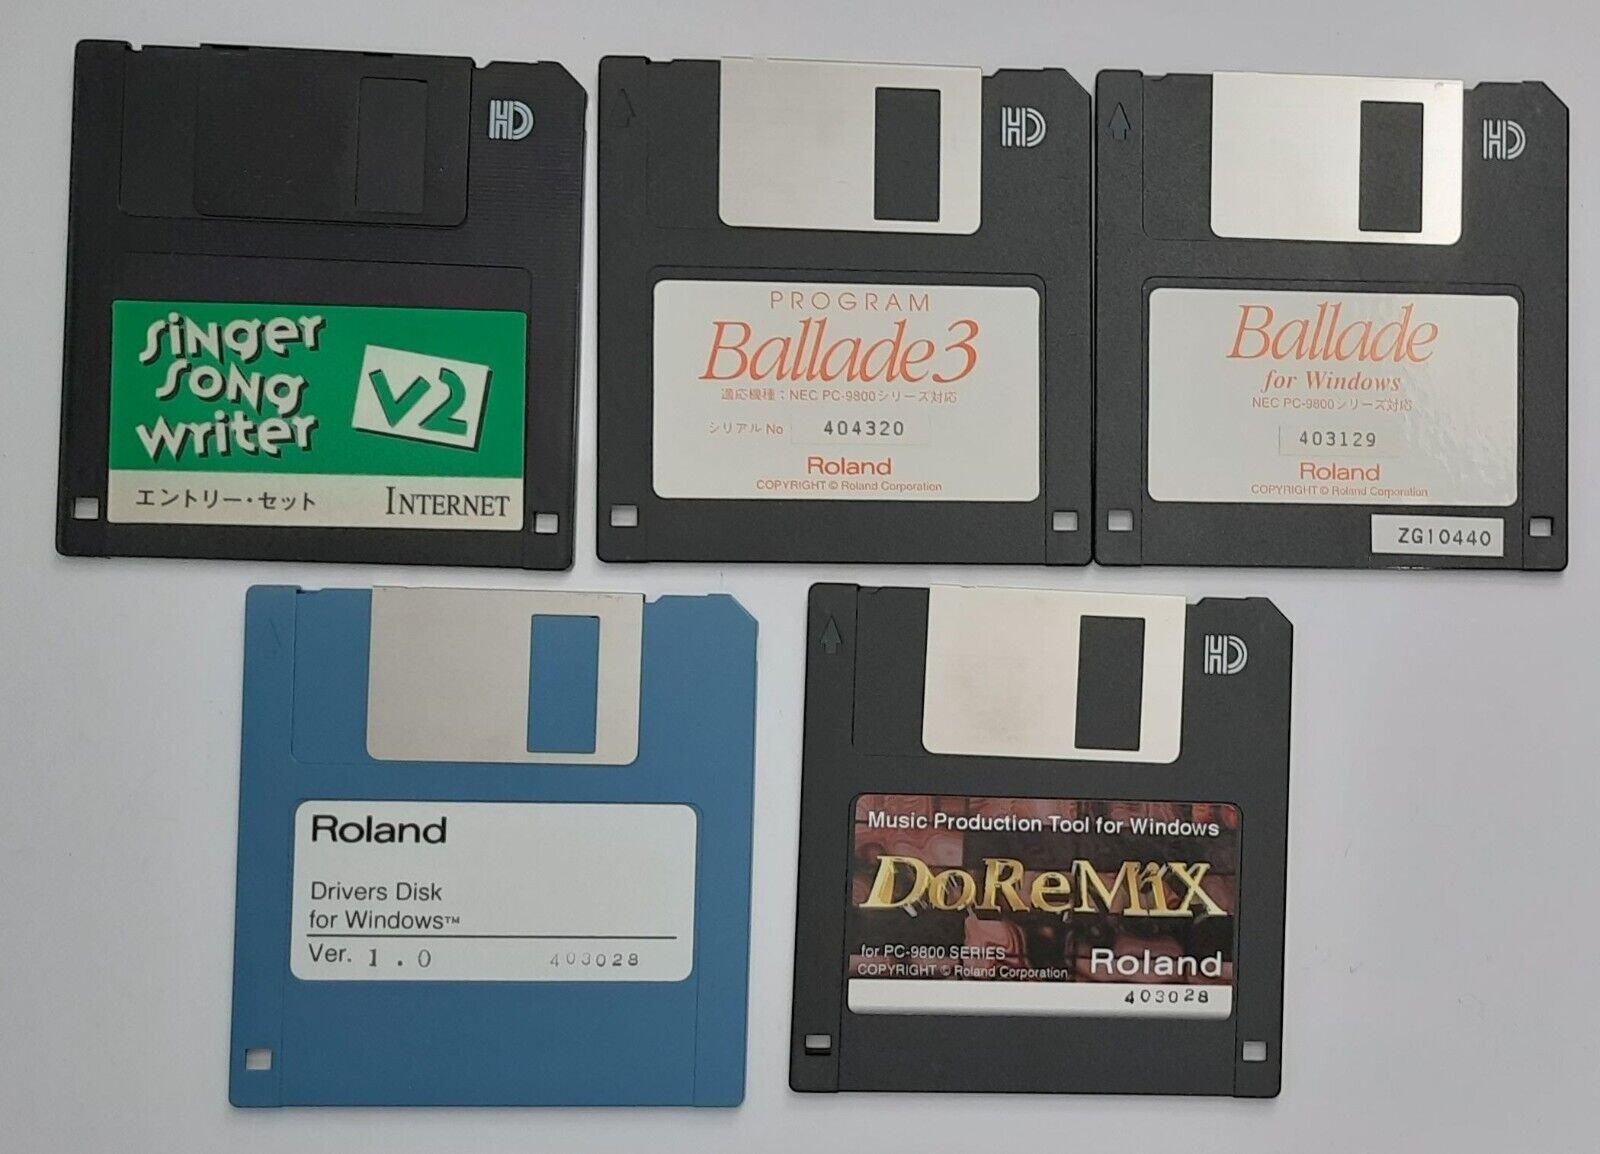 HD
Singer
Song
Writer
V2
エントリー・セット INTERNET
HD
PROGRAM
Ballade3
適応機種：NEC PC-9800シリーズ対応
シリアル No 404320
Roland
COPYRIGHT © Roland Corporation
HD
Ballade
for Windows
NEC PC-9800シリーズ対応
403129
Roland
COPYRIGHT © Roland Corporation
ZG10440
Roland
Drivers Disk
for Windows™
Ver. 1.0 403028
HD
Music Production Tool for Windows
DoReMiX
for PC-9800 SERIES
COPYRIGHT © Roland Corporation Roland
403028